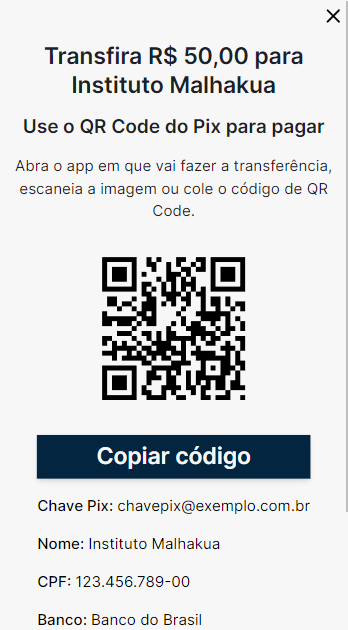 Transfira R$ 50,00 para
Instituto Malhakua
Use o QR Code do Pix para pagar
Abra o app em que vai fazer a transferência,
escaneia a imagem ou cole o código de QR
Code.
Copiar código
Chave Pix: chavepix@exemplo.com.br
Nome: Instituto Malhakua
CPF: 123.456.789-00
Banco: Banco do Brasil